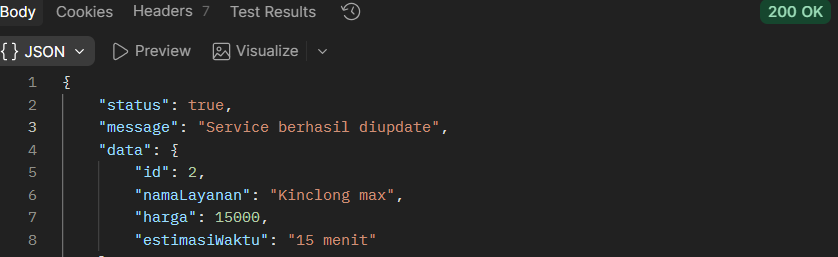 Body Cookies Headers 7 Test Results 200 OK
{} JSON Preview Visualize
1 {
2 "status": true,
3 "message": "Service berhasil diupdate",
4 "data": {
5 "id": 2,
6 "namaLayanan": "Kinclong max",
7 "harga": 15000,
8 "estimasiWaktu": "15 menit"